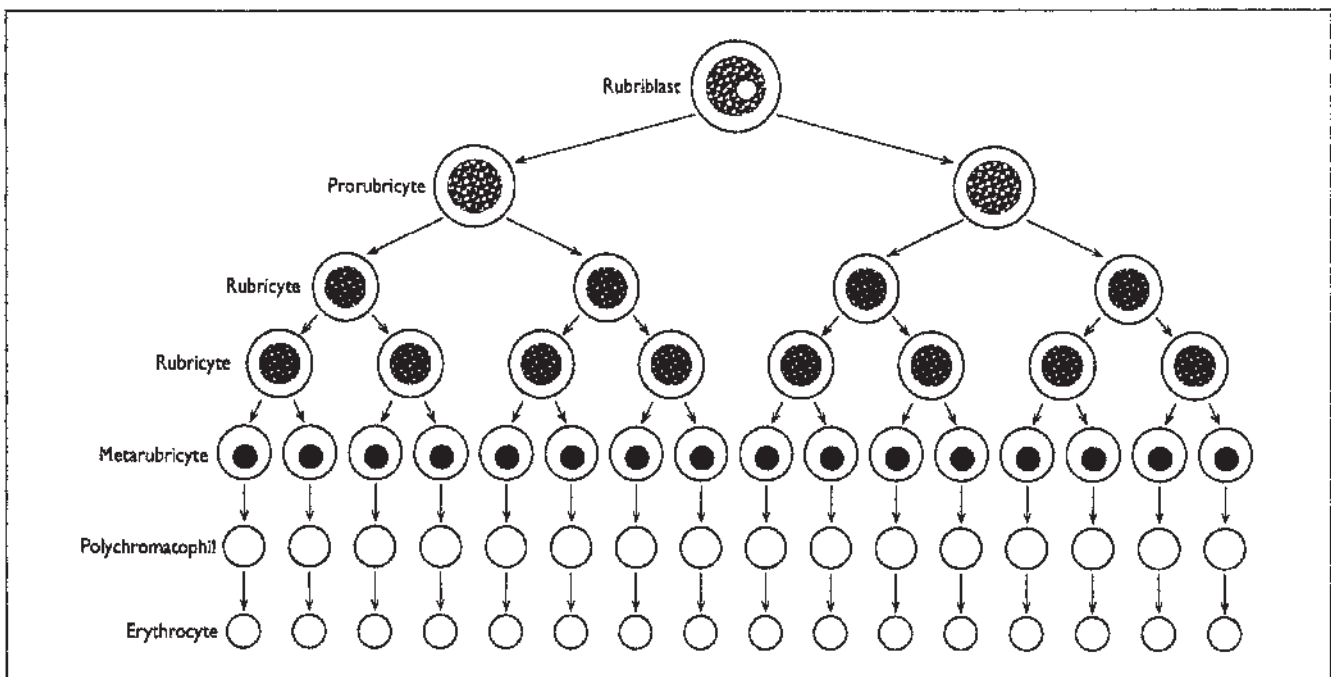 Rubriblast
Prorubricyte
Rubricyte
Rubricyte
Metarubricyte
Polychromatophil
Erythrocyte